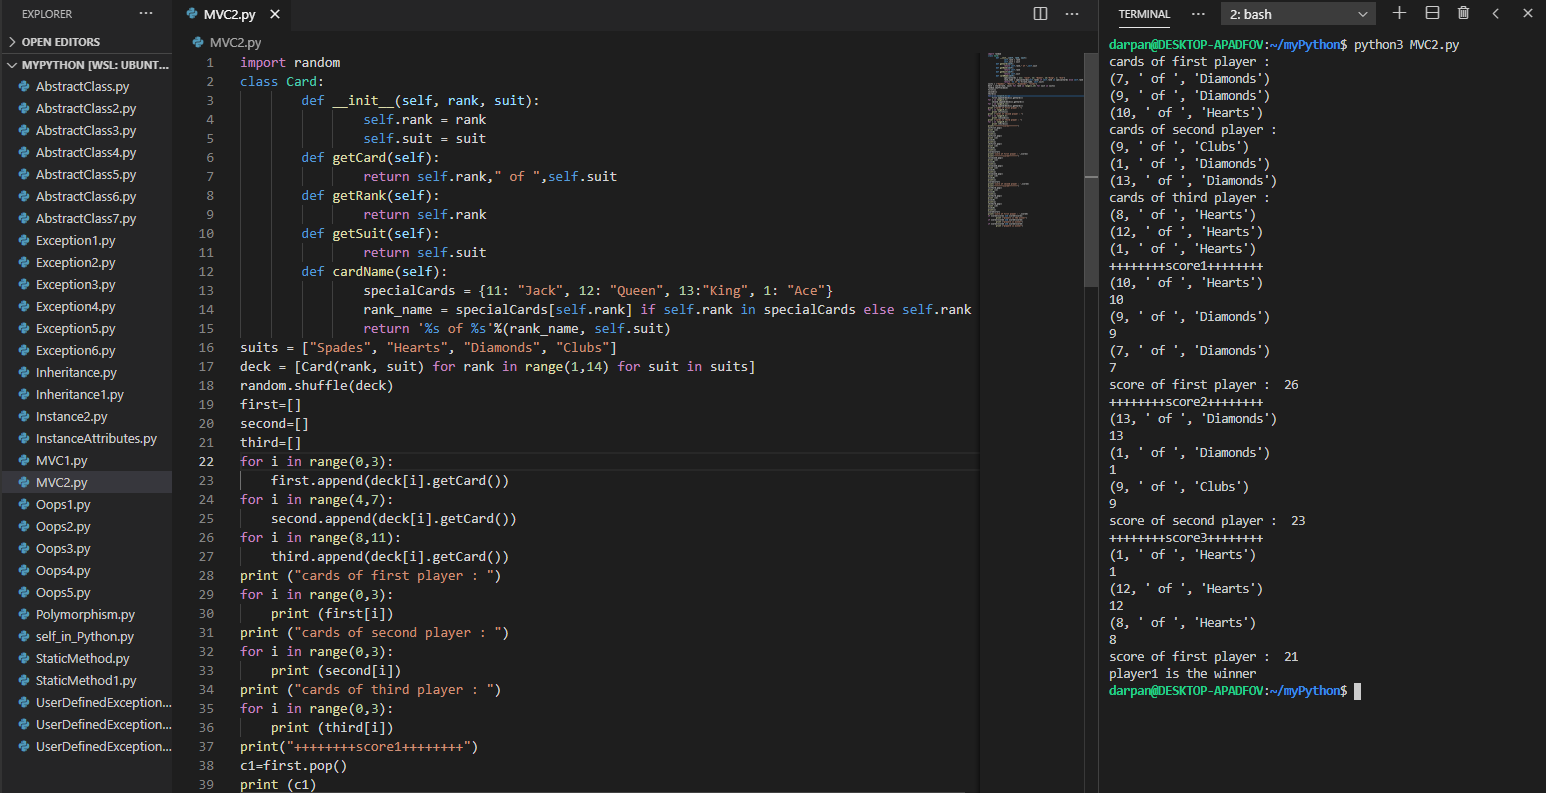 EXPLORER
···
OPEN EDITORS
MYPYTHON [WSL: UBUNT...
AbstractClass.py
AbstractClass2.py
AbstractClass3.py
AbstractClass4.py
AbstractClass5.py
AbstractClass6.py
AbstractClass7.py
Exception1.py
Exception2.py
Exception3.py
Exception4.py
Exception5.py
Exception6.py
Inheritance.py
Inheritance1.py
Instance2.py
InstanceAttributes.py
MVC1.py
MVC2.py
Oops1.py
Oops2.py
Oops3.py
Oops4.py
Oops5.py
Polymorphism.py
self_in_Python.py
StaticMethod.py
StaticMethod1.py
UserDefinedException...
UserDefinedException...
UserDefinedException...
MVC2.py
MVC2.py
1 import random
2 class Card:
3 def __init__(self, rank, suit):
4 self.rank = rank
5 self.suit = suit
6 def getCard(self):
7 return self.rank," of ",self.suit
8 def getRank(self):
9 return self.rank
10 def getSuit(self):
11 return self.suit
12 def cardName(self):
13 specialCards = {11: "Jack", 12: "Queen", 13:"King", 1: "Ace"}
14 rank_name = specialCards[self.rank] if self.rank in specialCards else self.rank
15 return '%s of %s'%(rank_name, self.suit)
16 suits = ["Spades", "Hearts", "Diamonds", "Clubs"]
17 deck = [Card(rank, suit) for rank in range(1,14) for suit in suits]
18 random.shuffle(deck)
19 first=[]
20 second=[]
21 third=[]
22 for i in range(0,3):
23 first.append(deck[i].getCard())
24 for i in range(4,7):
25 second.append(deck[i].getCard())
26 for i in range(8,11):
27 third.append(deck[i].getCard())
28 print ("cards of first player : ")
29 for i in range(0,3):
30 print (first[i])
31 print ("cards of second player : ")
32 for i in range(0,3):
33 print (second[i])
34 print ("cards of third player : ")
35 for i in range(0,3):
36 print (third[i])
37 print("++++++++score1++++++++")
38 c1=first.pop()
39 print (c1)
TERMINAL
···
2: bash
darpan@DESKTOP-APADFOV:~/myPython$ python3 MVC2.py
cards of first player :
(7, ' of ', 'Diamonds')
(9, ' of ', 'Diamonds')
(10, ' of ', 'Hearts')
cards of second player :
(9, ' of ', 'Clubs')
(1, ' of ', 'Diamonds')
(13, ' of ', 'Diamonds')
cards of third player :
(8, ' of ', 'Hearts')
(12, ' of ', 'Hearts')
(1, ' of ', 'Hearts')
++++++++score1++++++++
(10, ' of ', 'Hearts')
10
(9, ' of ', 'Diamonds')
9
(7, ' of ', 'Diamonds')
7
score of first player :  26
++++++++score2++++++++
(13, ' of ', 'Diamonds')
13
(1, ' of ', 'Diamonds')
1
(9, ' of ', 'Clubs')
9
score of second player :  23
++++++++score3++++++++
(1, ' of ', 'Hearts')
1
(12, ' of ', 'Hearts')
12
(8, ' of ', 'Hearts')
8
score of first player :  21
player1 is the winner
darpan@DESKTOP-APADFOV:~/myPython$